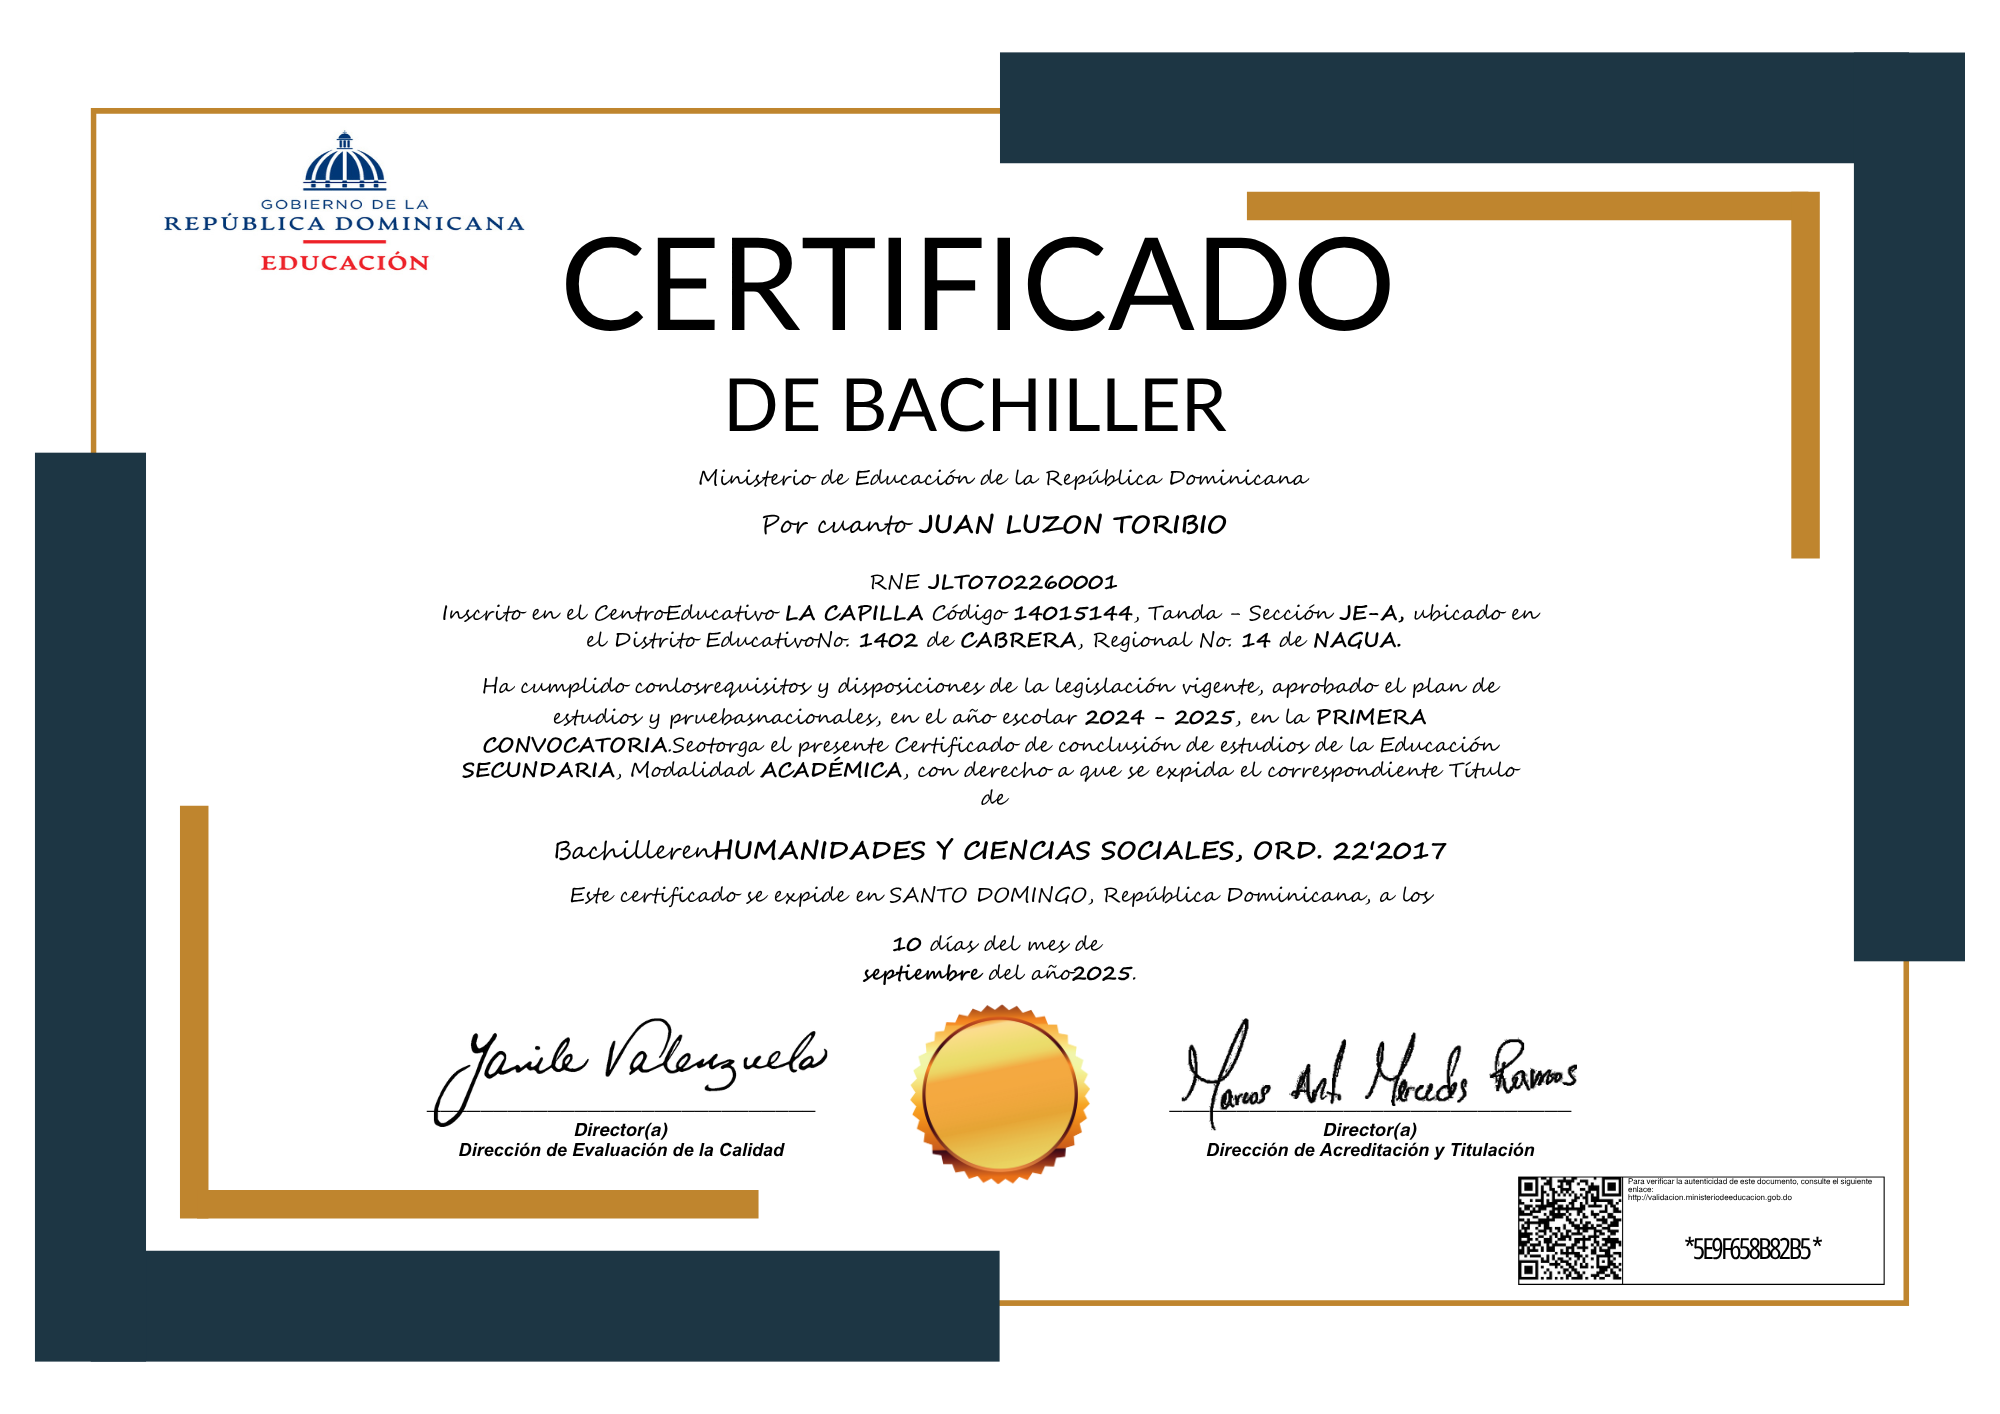 GOBIERNO DE LA
REPÚBLICA DOMINICANA
EDUCACIÓN
CERTIFICADO
DE BACHILLER
Ministerio de Educación de la República Dominicana
Por cuanto JUAN LUZON TORIBIO
RNE JLT0702260001
Inscrito en el CentroEducativo LA CAPILLA Código 14015144, Tanda - Sección JE-A, ubicado en
el Distrito EducativoNo. 1402 de CABRERA, Regional No. 14 de NAGUA.
Ha cumplido conlosrequisitos y disposiciones de la legislación vigente, aprobado el plan de
estudios y pruebasnacionales, en el año escolar 2024 - 2025, en la PRIMERA
CONVOCATORIA.Seotorga el presente Certificado de conclusión de estudios de la Educación
SECUNDARIA, Modalidad ACADÉMICA, con derecho a que se expida el correspondiente Título
de
BachillerenHUMANIDADES Y CIENCIAS SOCIALES, ORD. 22'2017
Este certificado se expide en SANTO DOMINGO, República Dominicana, a los
10 días del mes de
septiembre del año2025.
Yanile Valenzuela
Director(a)
Dirección de Evaluación de la Calidad
Marcos Ant. Mercedes Ramos
Director(a)
Dirección de Acreditación y Titulación
Para verificar la autenticidad de este documento, consulte el siguiente
enlace:
http://validacion.ministeriodeeducacion.gob.do
*5E9F658B82B5*